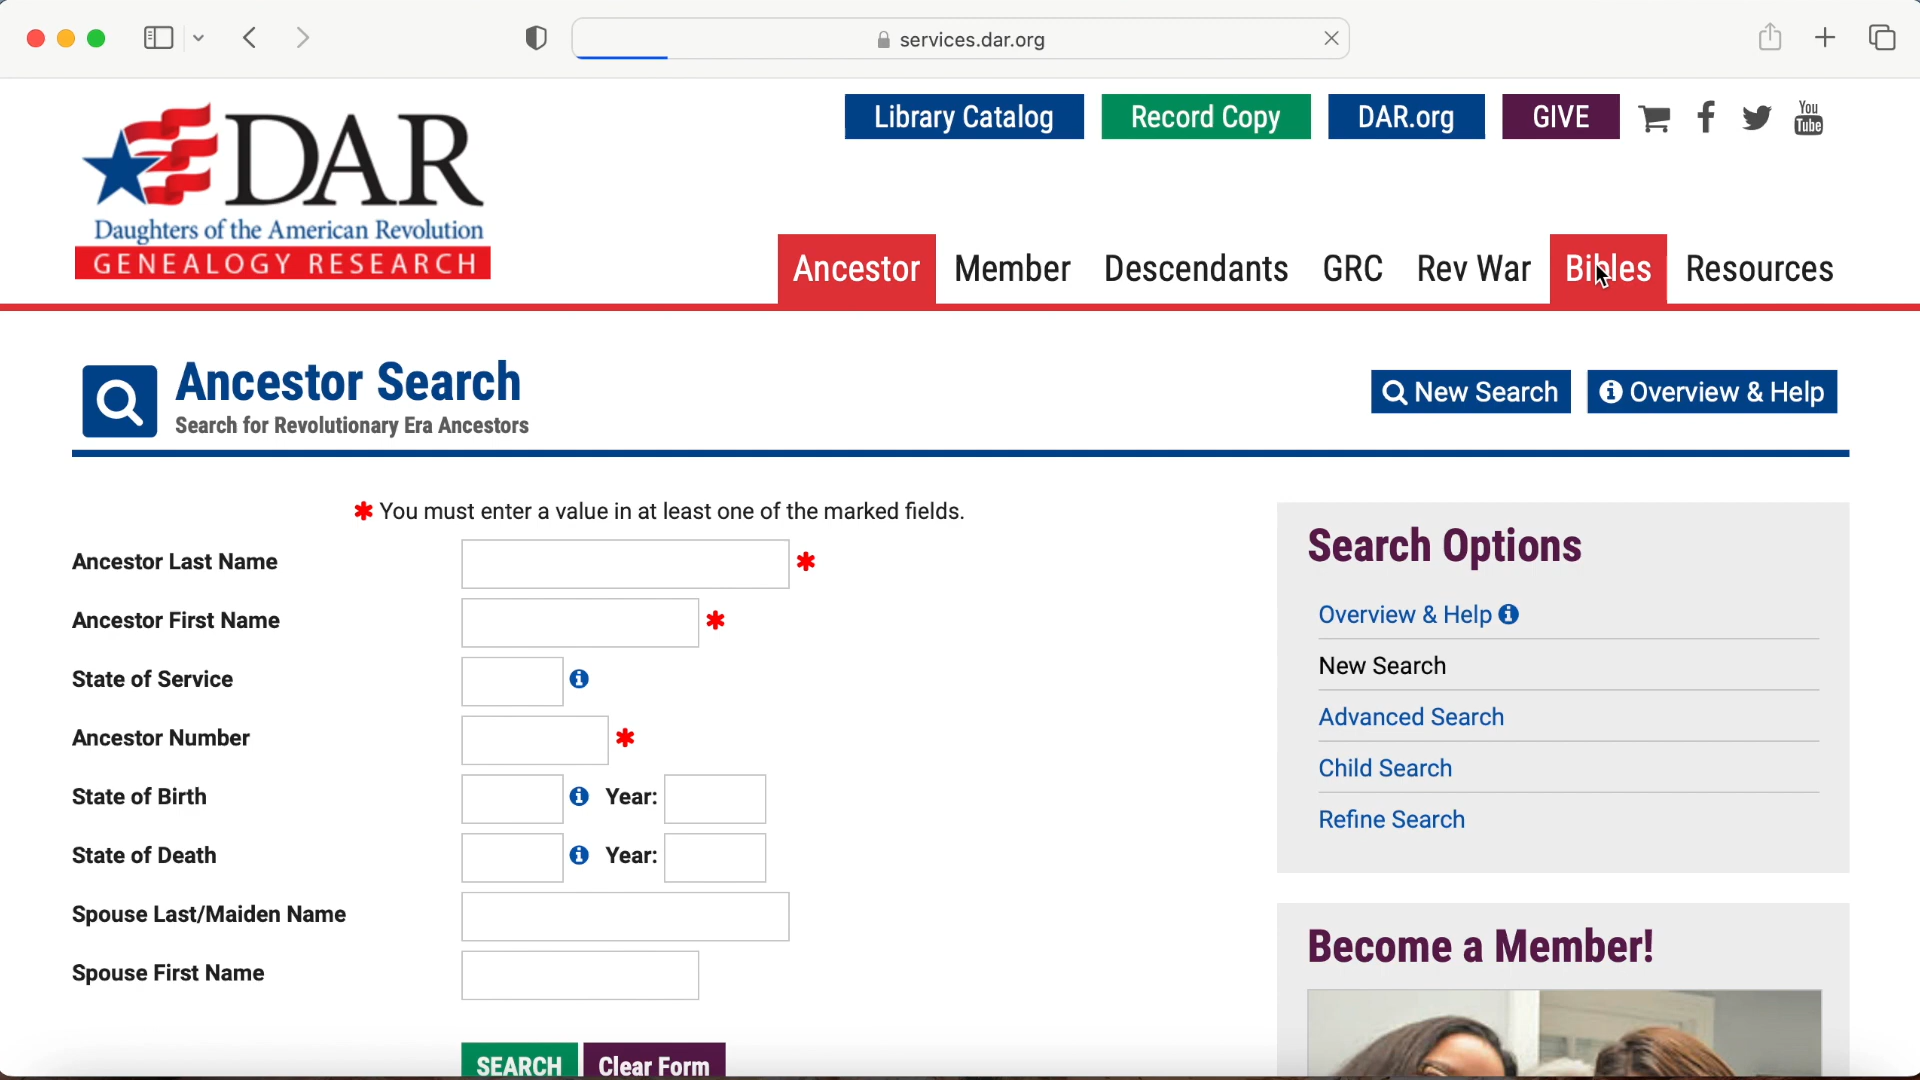 services.dar.org
DAR
Daughters of the American Revolution
GENEALOGY RESEARCH
Library Catalog
Record Copy
DAR.org
GIVE
You Tube
Ancestor
Member
Descendants
GRC
Rev War
Bibles
Resources
Ancestor Search
Search for Revolutionary Era Ancestors
New Search
Overview & Help
* You must enter a value in at least one of the marked fields.
Ancestor Last Name *
Ancestor First Name *
State of Service
Ancestor Number *
State of Birth Year:
State of Death Year:
Spouse Last/Maiden Name
Spouse First Name
SEARCH
Clear Form
Search Options
Overview & Help
New Search
Advanced Search
Child Search
Refine Search
Become a Member!